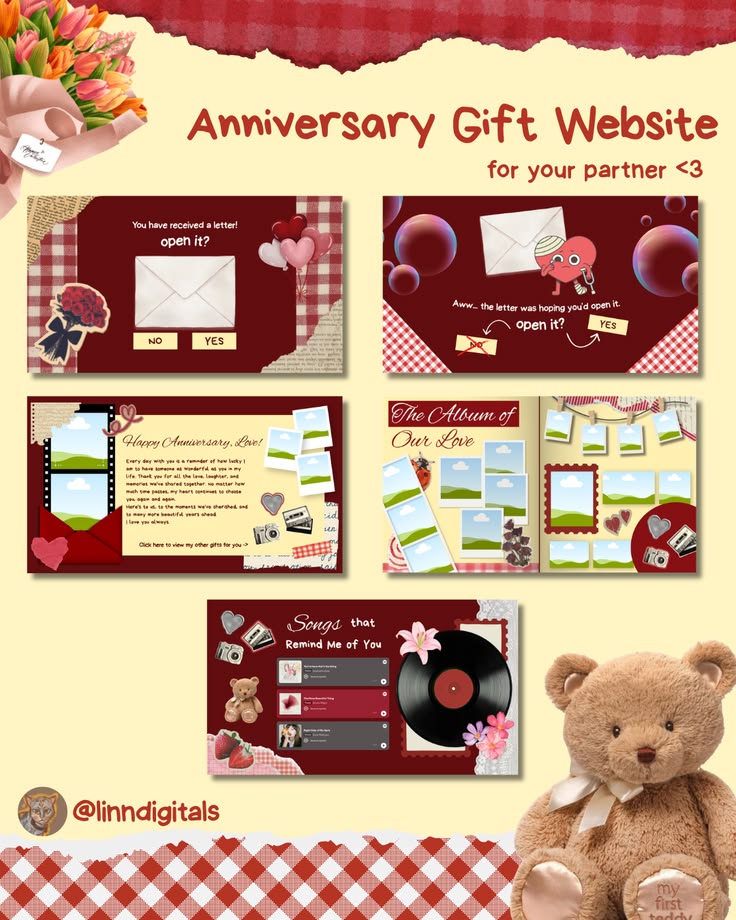 Anniversary Gift Website
for your partner <3
You have received a letter!
open it?
NO
YES
Aww... the letter was hoping you'd open it.
open it?
NO
YES
Happy Anniversary, Love!
Every day with you is a reminder of how lucky I
am to have someone as wonderful as you in my
life. Thank you for all the love, laughter, and
memories we've shared together. No matter how
much time passes, my heart continues to choose
you again and again.
Here's to us, to the moments we've cherished, and
to many more beautiful years ahead.
I love you always.
Click here to view my other gifts for you ->
The Album of
Our Love
Songs that
Remind Me of You
@linndigitals
my
first
teddy